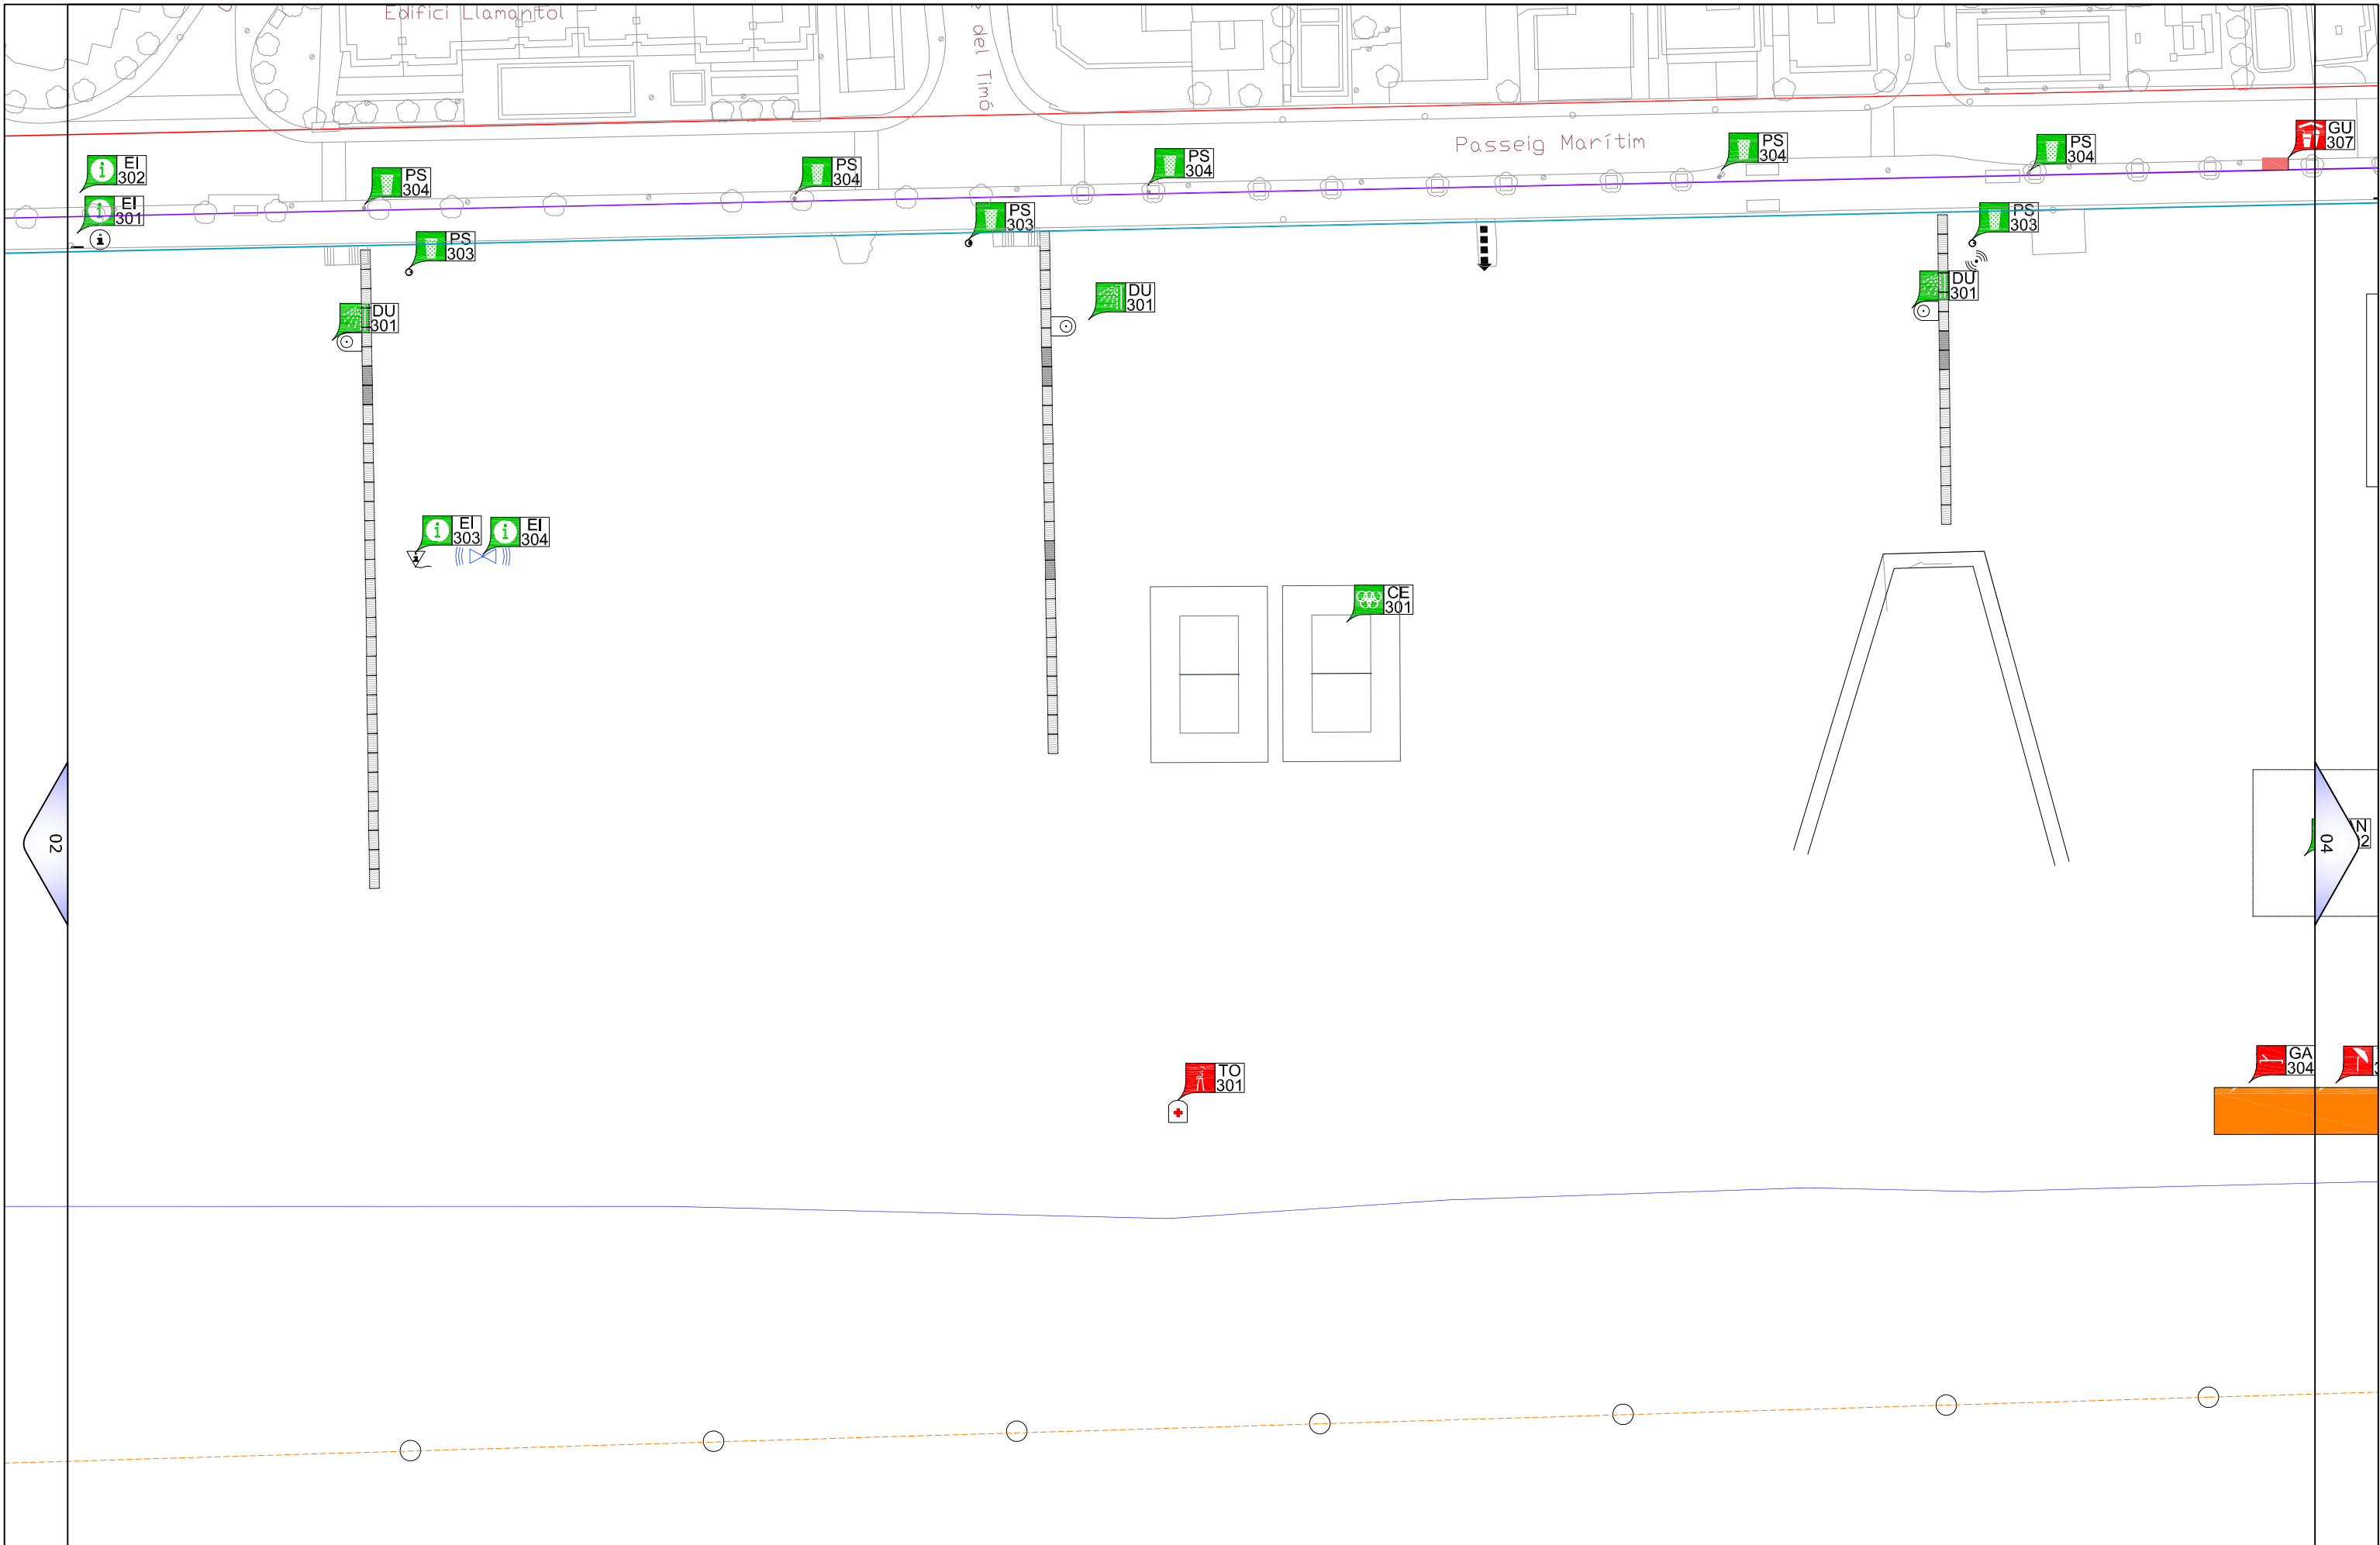 Edifici Llamàntol
del Timó
Passeig Marítim
GU
307
EI
302
EI
301
PS
304
PS
304
PS
304
PS
304
PS
304
PS
303
PS
303
PS
303
DU
301
DU
301
DU
301
EI
303
EI
304
CE
301
02
04
TO
301
GA
304